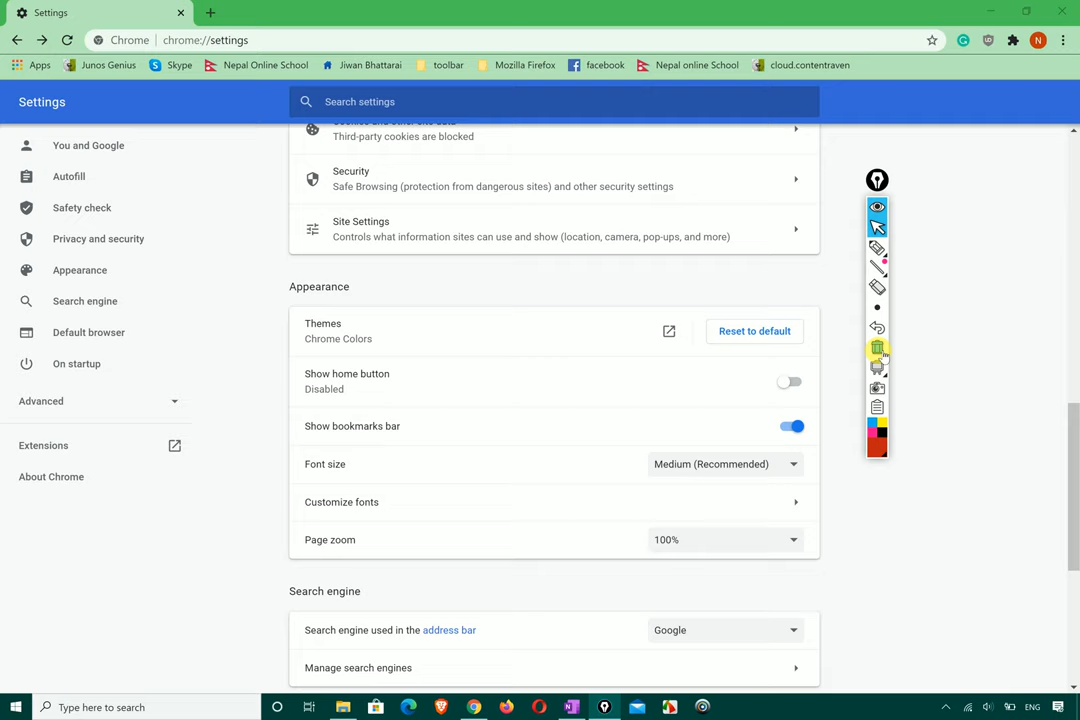 Settings
Chrome
chrome://settings
N
Apps
Junos Genius
Skype
Nepal Online School
Jiwan Bhattarai
toolbar
Mozilla Firefox
facebook
Nepal online School
cloud.contentraven
Settings
Search settings
You and Google
Autofill
Safety check
Privacy and security
Appearance
Search engine
Default browser
On startup
Advanced
Extensions
About Chrome
Cookies and other site data
Third-party cookies are blocked
Security
Safe Browsing (protection from dangerous sites) and other security settings
Site Settings
Controls what information sites can use and show (location, camera, pop-ups, and more)
Appearance
Themes
Chrome Colors
Reset to default
Show home button
Disabled
Show bookmarks bar
Font size
Medium (Recommended)
Customize fonts
Page zoom
100%
Search engine
Search engine used in the address bar
Google
Manage search engines
Type here to search
ENG